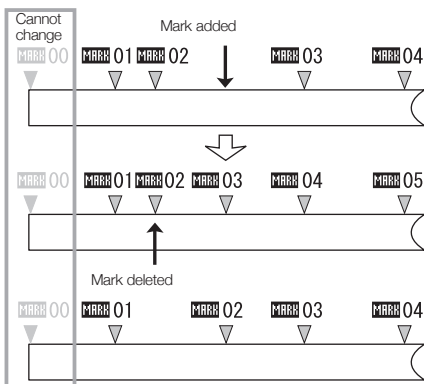 Cannot
change
Mark added
MARK 00 MARK 01 MARK 02 MARK 03 MARK 04
MARK 00 MARK 01 MARK 02 MARK 03 MARK 04 MARK 05
Mark deleted
MARK 00 MARK 01 MARK 02 MARK 03 MARK 04